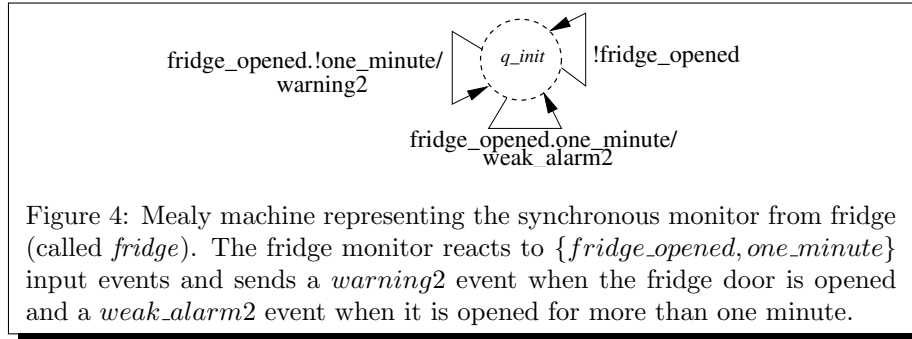 fridge_opened.!one_minute/
warning2
q_init
!fridge_opened
fridge_opened.one_minute/
weak_alarm2
Figure 4: Mealy machine representing the synchronous monitor from fridge
(called fridge). The fridge monitor reacts to {fridge_opened, one_minute}
input events and sends a warning2 event when the fridge door is opened
and a weak_alarm2 event when it is opened for more than one minute.